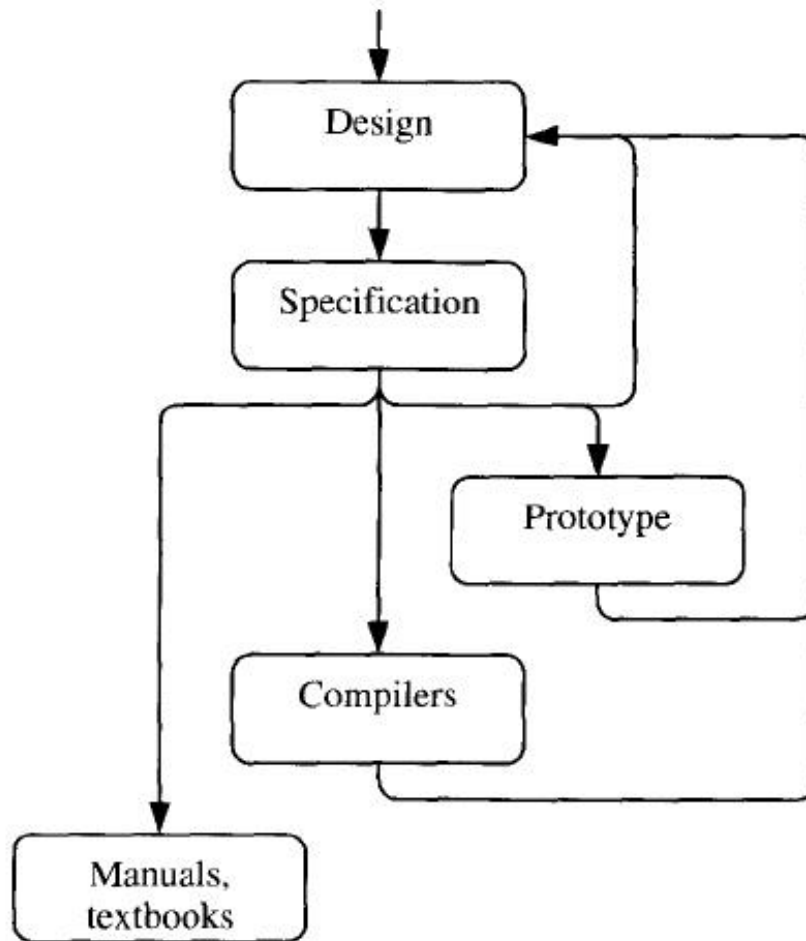 Design
Specification
Prototype
Compilers
Manuals,
textbooks